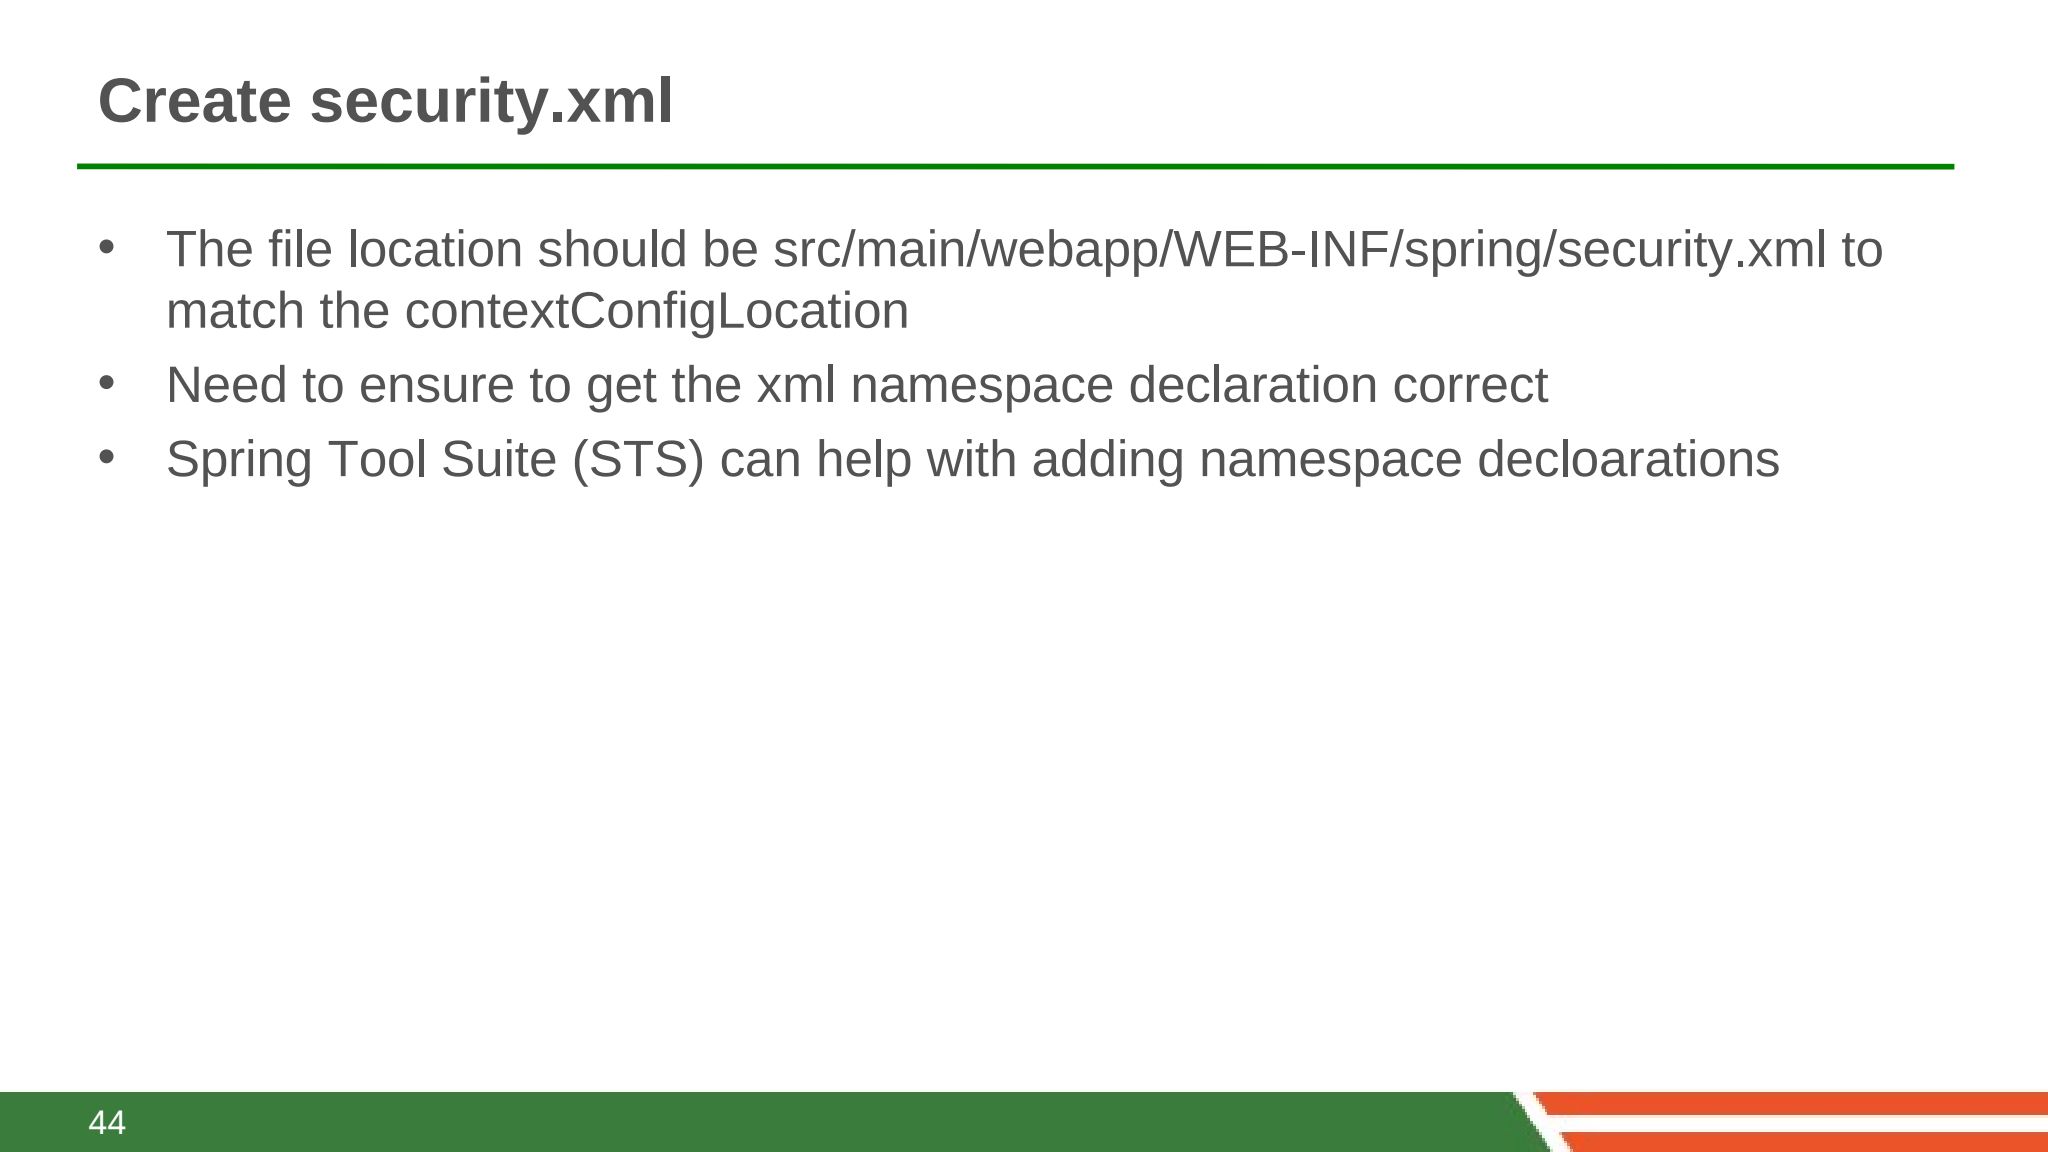 Create security.xml
• The file location should be src/main/webapp/WEB-INF/spring/security.xml to
match the contextConfigLocation
• Need to ensure to get the xml namespace declaration correct
• Spring Tool Suite (STS) can help with adding namespace decloarations
44